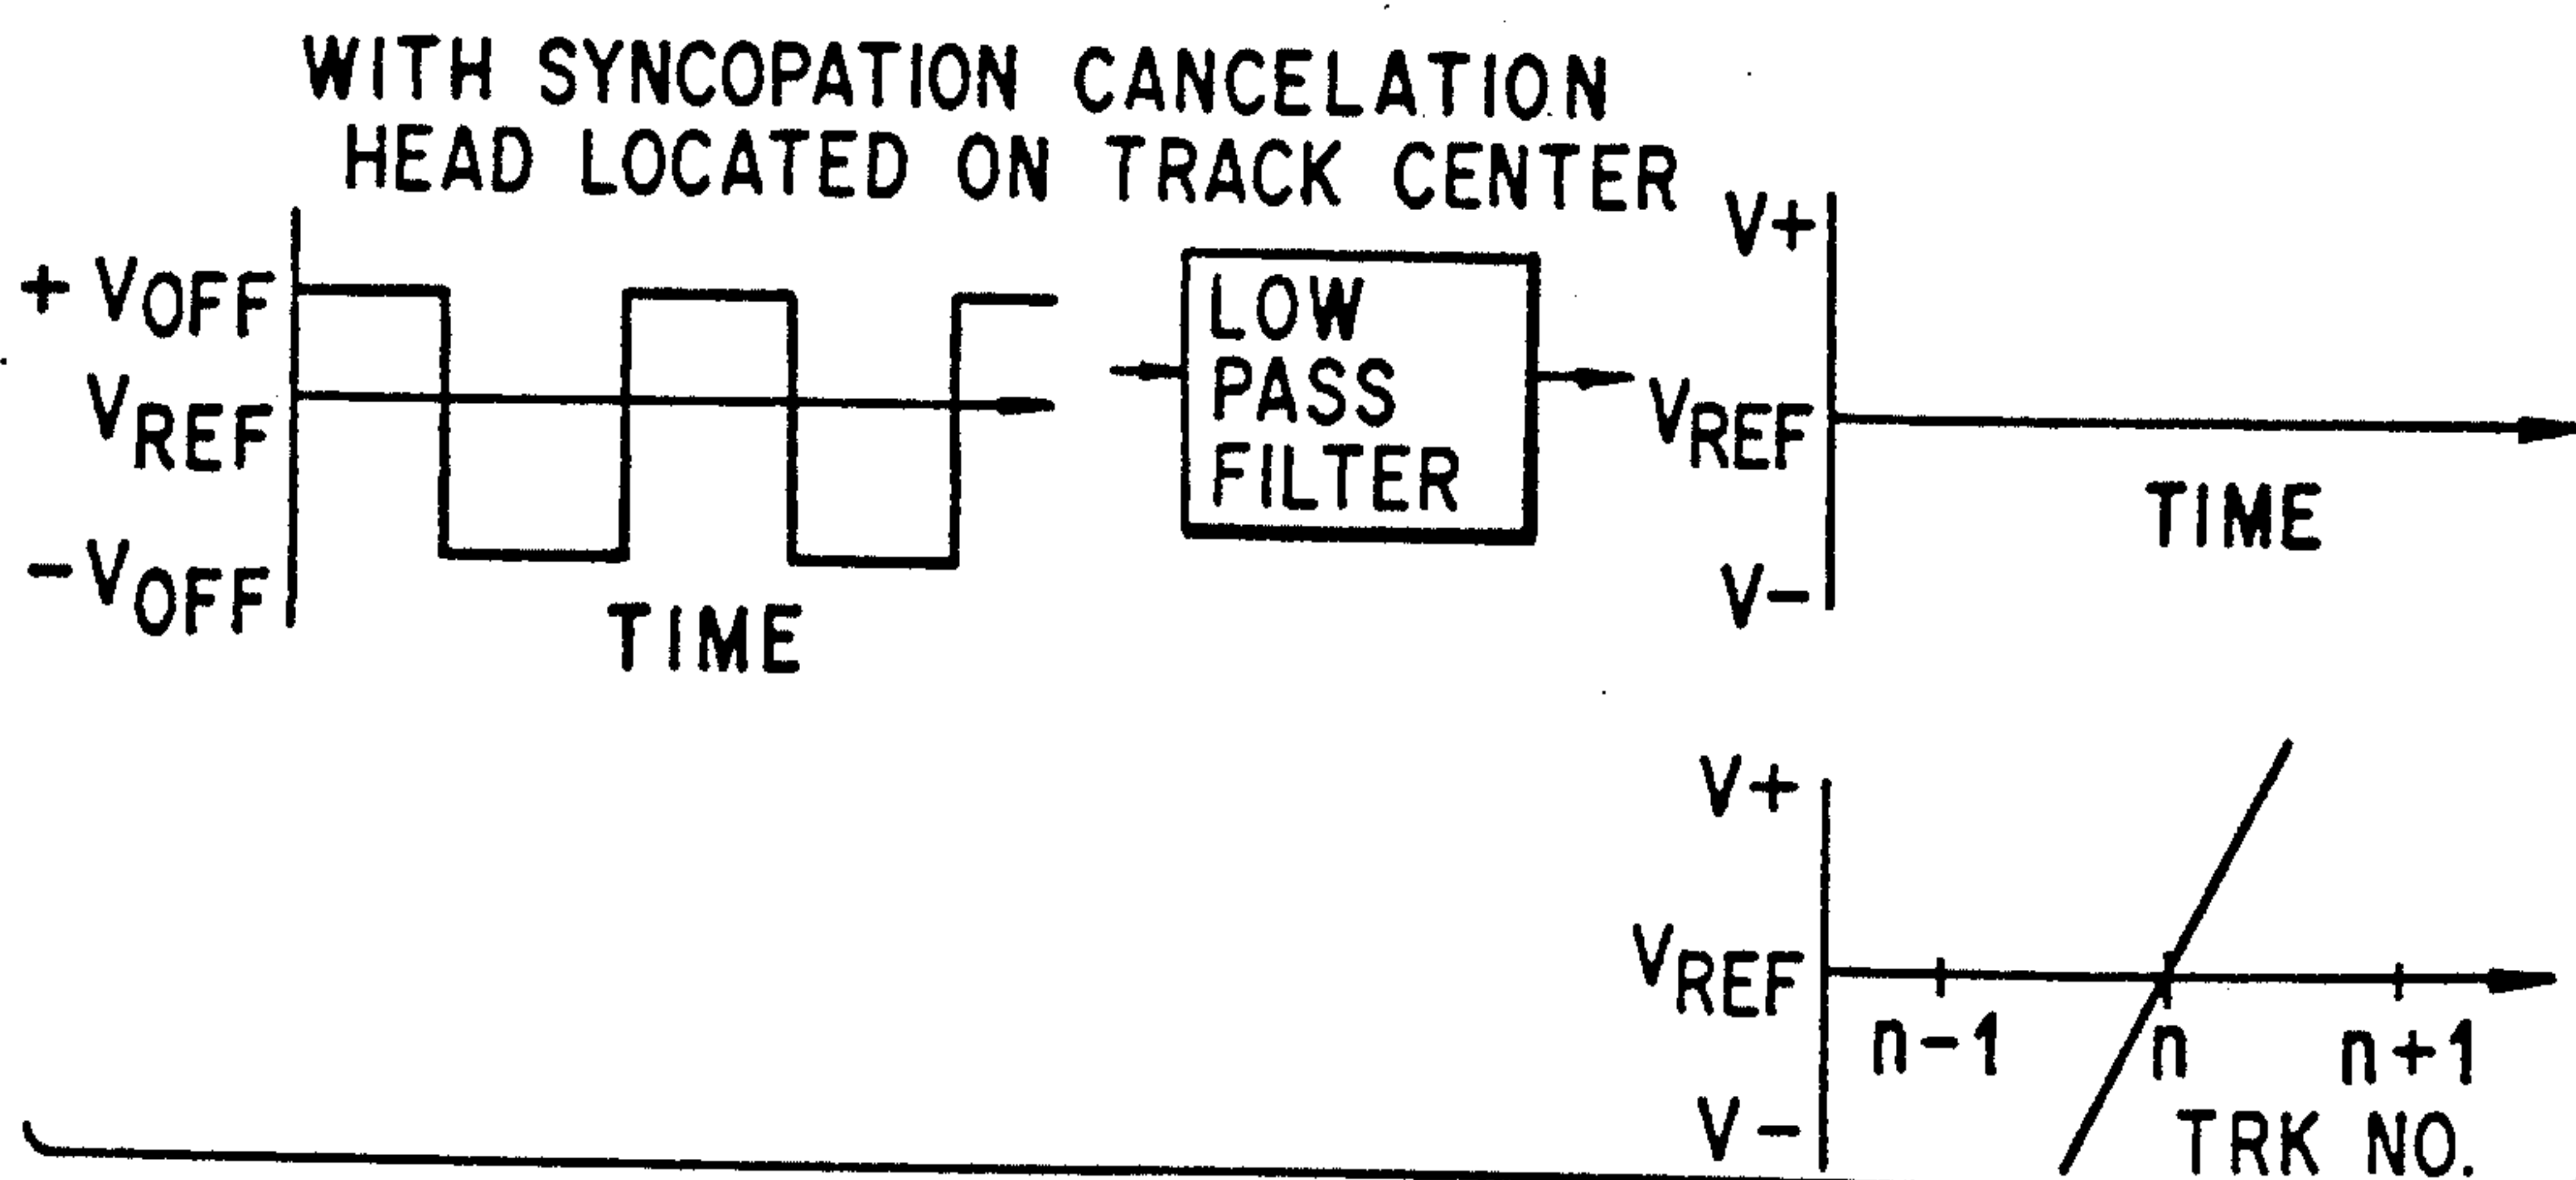 WITH SYNCOPATION CANCELATION
HEAD LOCATED ON TRACK CENTER
+ VOFF
VREF
-VOFF
TIME
LOW
PASS
FILTER
V+
VREF
V-
TIME
V+
VREF
V-
n-1
n
n+1
TRK NO.